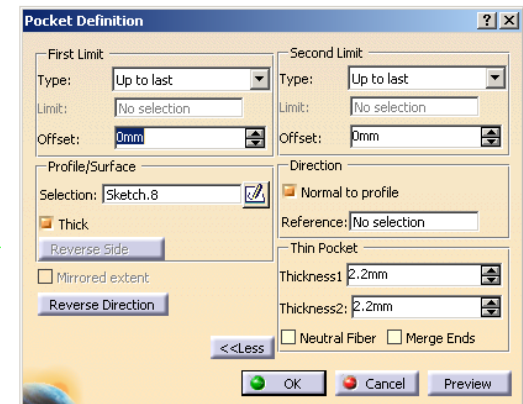 Pocket Definition
First Limit
Type: Up to last
Limit: No selection
Offset: 0mm
Profile/Surface
Selection: Sketch.8
Thick
Reverse Side
Mirrored extent
Reverse Direction
<<Less
Second Limit
Type: Up to last
Limit: No selection
Offset: 0mm
Direction
Normal to profile
Reference: No selection
Thin Pocket
Thickness1 2.2mm
Thickness2: 2.2mm
Neutral Fiber Merge Ends
OK Cancel Preview